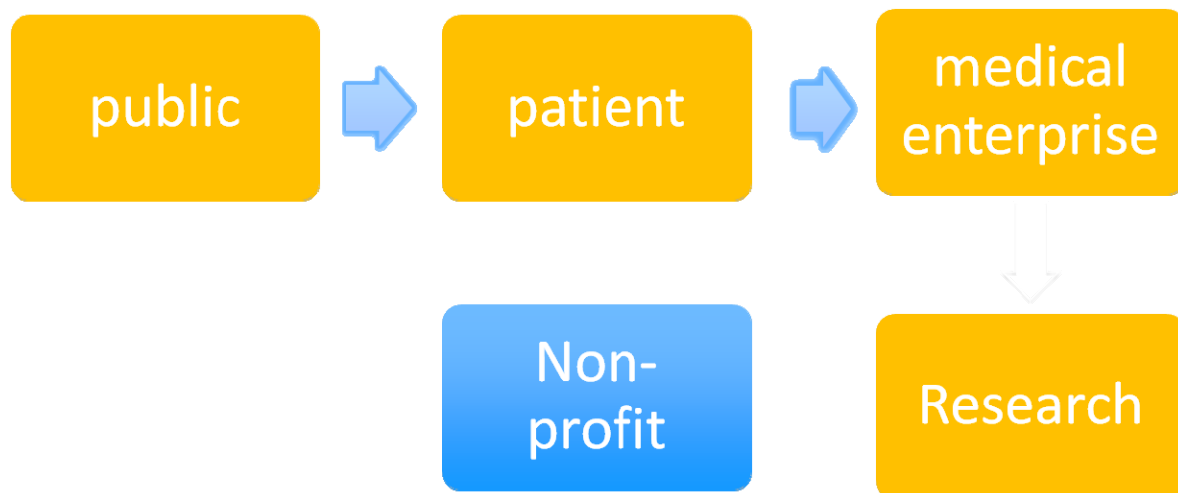 public
patient
medical
enterprise
Non-
profit
Research